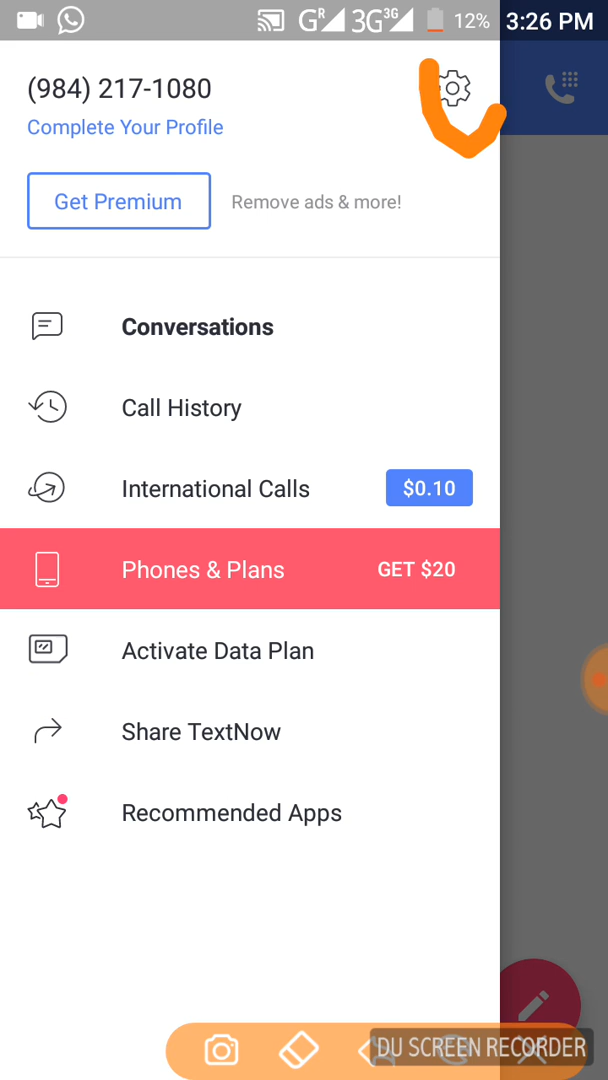 GR 3G 3G 12% 3:26 PM
(984) 217-1080
Complete Your Profile
Get Premium Remove ads & more!
Conversations
Call History
International Calls $0.10
Phones & Plans GET $20
Activate Data Plan
Share TextNow
Recommended Apps
DU SCREEN RECORDER